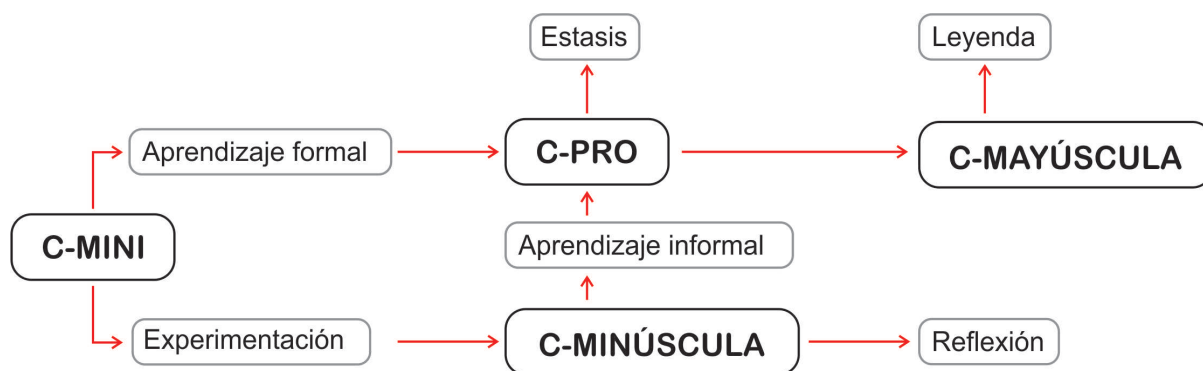 Estasis
Leyenda
Aprendizaje formal
C-PRO
C-MAYÚSCULA
C-MINI
Aprendizaje informal
Experimentación
C-MINÚSCULA
Reflexión